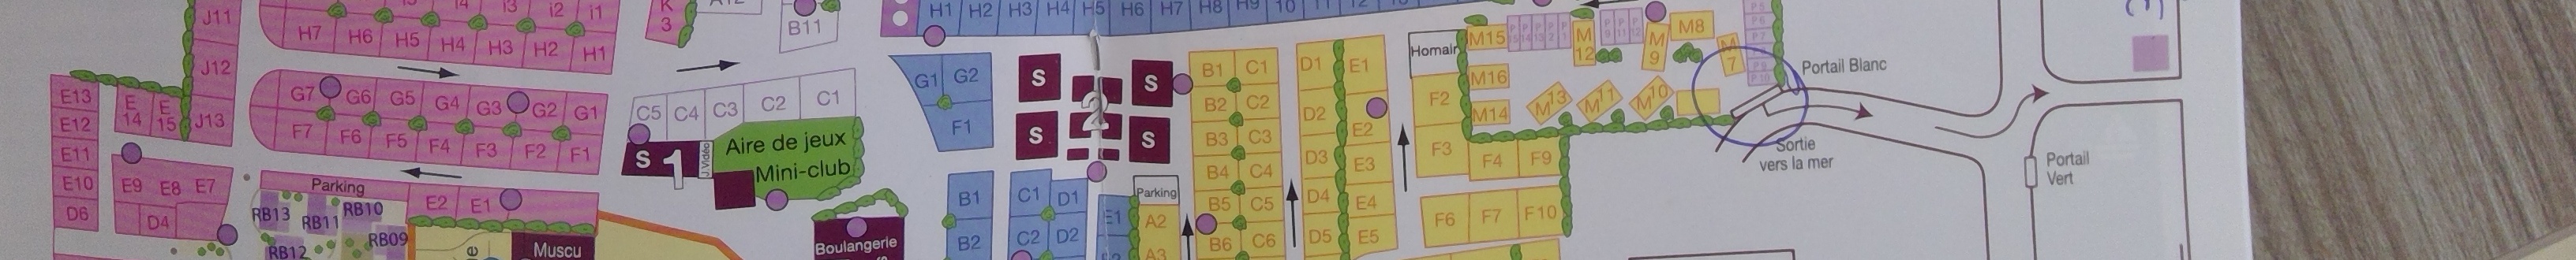 J11
J12
J13
H7 H6 H5 H4 H3 H2 H1
i3 i2 i1
K
3
B11
H1 H2 H3 H4 H5 H6 H7 H8 H9 10
E13
E12
E11
E10
D6
E
14
E
15
E9 E8 E7
D4
G7 G6 G5 G4 G3 G2 G1
F7 F6 F5 F4 F3 F2 F1
Parking
E2 E1
RB13
RB11
RB10
RB12
RB09
Muscu
C5 C4 C3 C2 C1
S 1
Aire de jeux
Mini-club
Boulangerie
G1 G2
F1
B1
B2
S S
2
S S
C1 D1
C2 D2
E1
Parking
A2
A3
B1 C1
B2 C2
B3 C3
B4 C4
B5 C5
B6 C6
D1 E1
D2 E2
D3 E3
D4 E4
D5 E5
Homair
F2
F3
F4 F9
F6 F7 F10
M15
M16
M14
M
12
M
9
M8
M
7
M13
M11
M10
Portail Blanc
Sortie
vers la mer
Portail
Vert